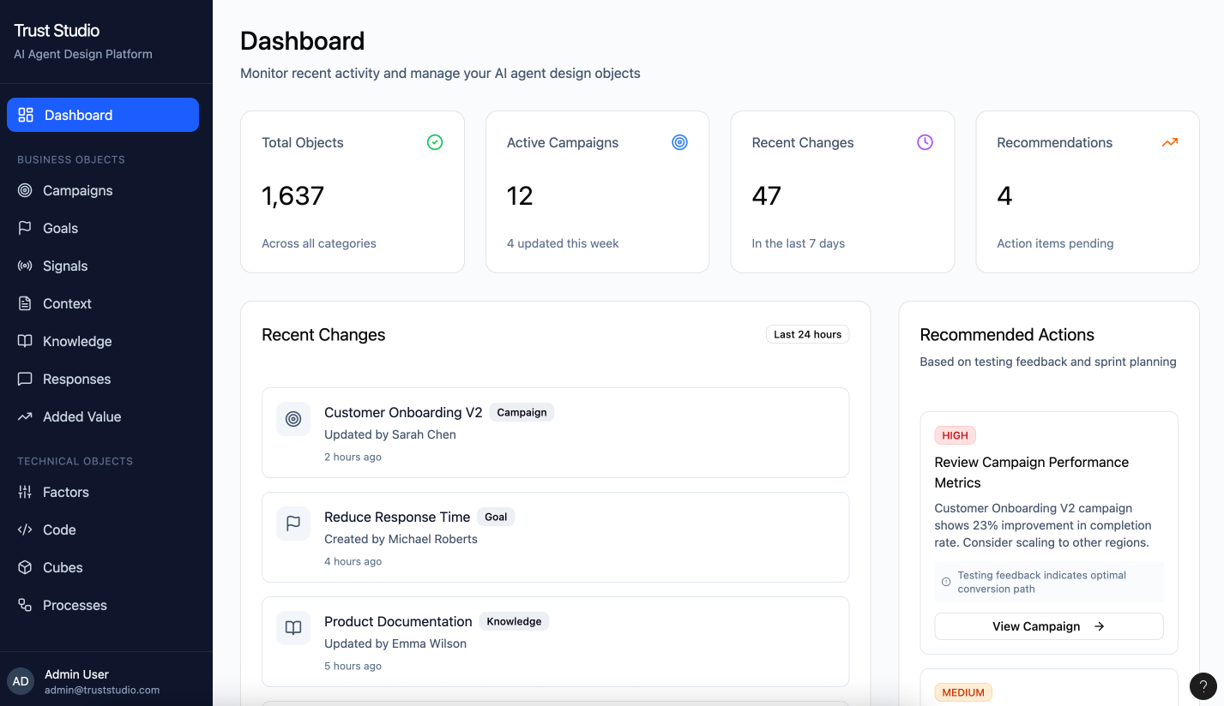 Trust Studio
AI Agent Design Platform
Dashboard
BUSINESS OBJECTS
Campaigns
Goals
Signals
Context
Knowledge
Responses
Added Value
TECHNICAL OBJECTS
Factors
Code
Cubes
Processes
AD
Admin User
admin@truststudio.com
Dashboard
Monitor recent activity and manage your AI agent design objects
Total Objects
1,637
Across all categories
Active Campaigns
12
4 updated this week
Recent Changes
47
In the last 7 days
Recommendations
4
Action items pending
Recent Changes
Last 24 hours
Customer Onboarding V2 Campaign
Updated by Sarah Chen
2 hours ago
Reduce Response Time Goal
Created by Michael Roberts
4 hours ago
Product Documentation Knowledge
Updated by Emma Wilson
5 hours ago
Recommended Actions
Based on testing feedback and sprint planning
HIGH
Review Campaign Performance
Metrics
Customer Onboarding V2 campaign
shows 23% improvement in completion
rate. Consider scaling to other regions.
Testing feedback indicates optimal
conversion path
View Campaign →
MEDIUM
?